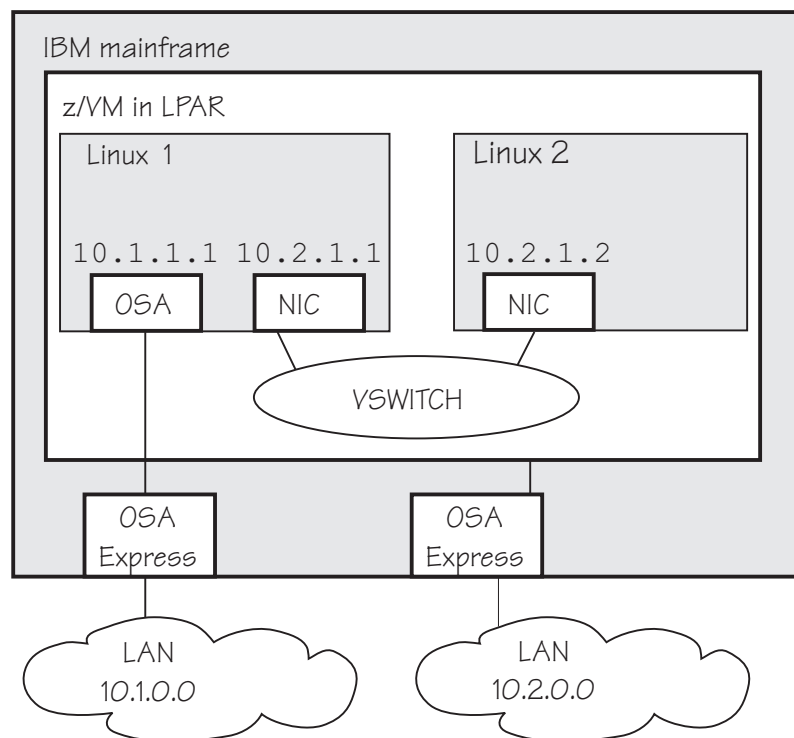 IBM mainframe
z/VM in LPAR
Linux 1
Linux 2
10.1.1.1 10.2.1.1
10.2.1.2
OSA
NIC
NIC
VSWITCH
OSA
Express
OSA
Express
LAN
10.1.0.0
LAN
10.2.0.0